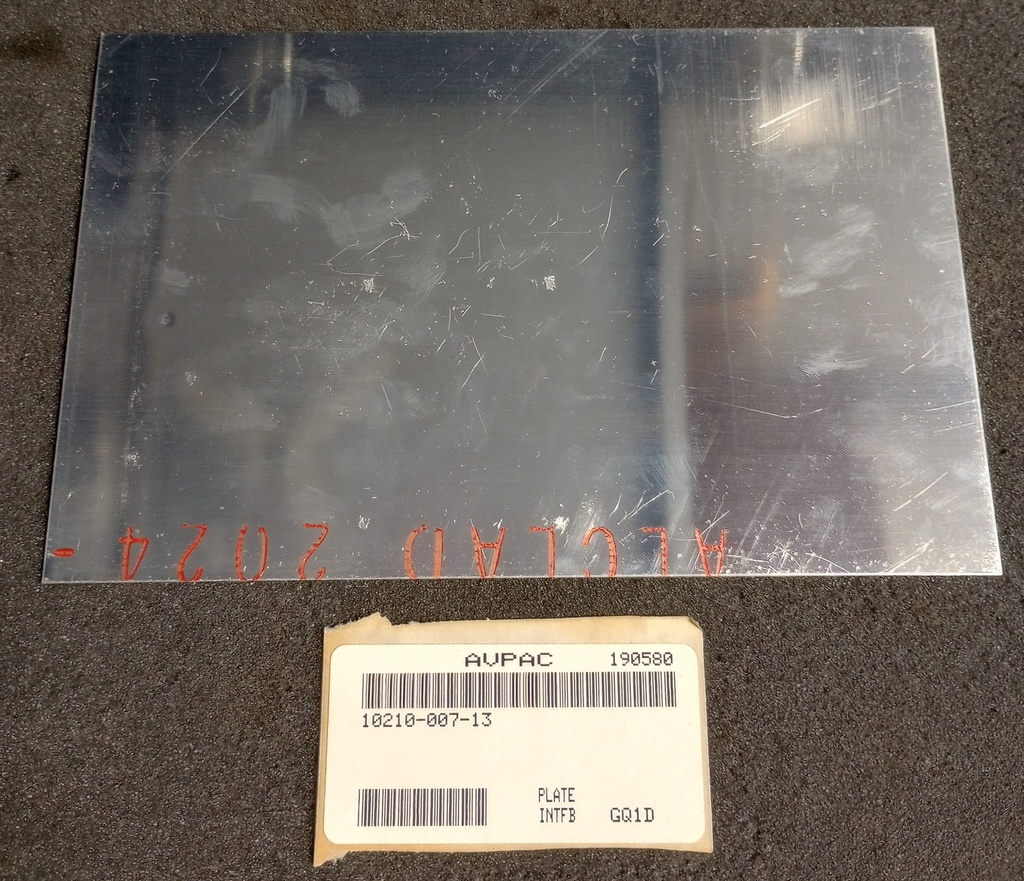 ALCLAD 2024-
AVPAC 190580
10210-007-13
PLATE
INTFB GQ1D